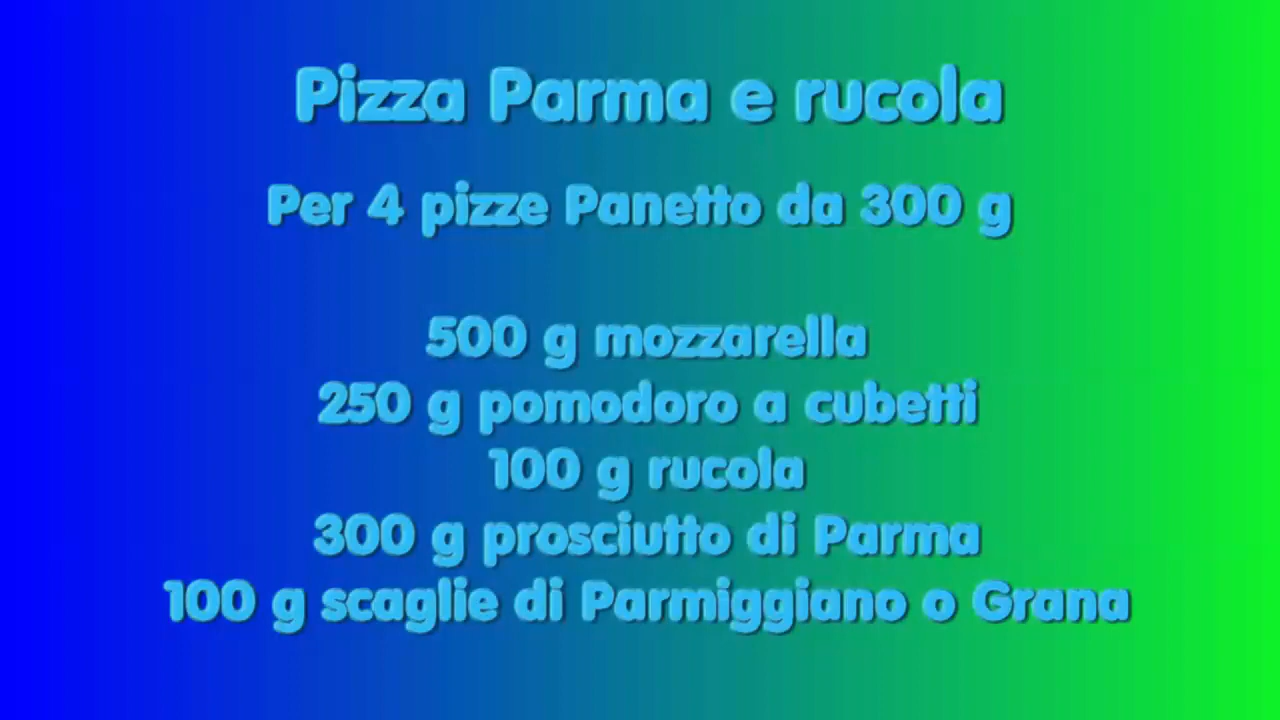 Pizza Parma e rucola
Per 4 pizze Panetto da 300 g
500 g mozzarella
250 g pomodoro a cubetti
100 g rucola
300 g prosciutto di Parma
100 g scaglie di Parmiggiano o Grana